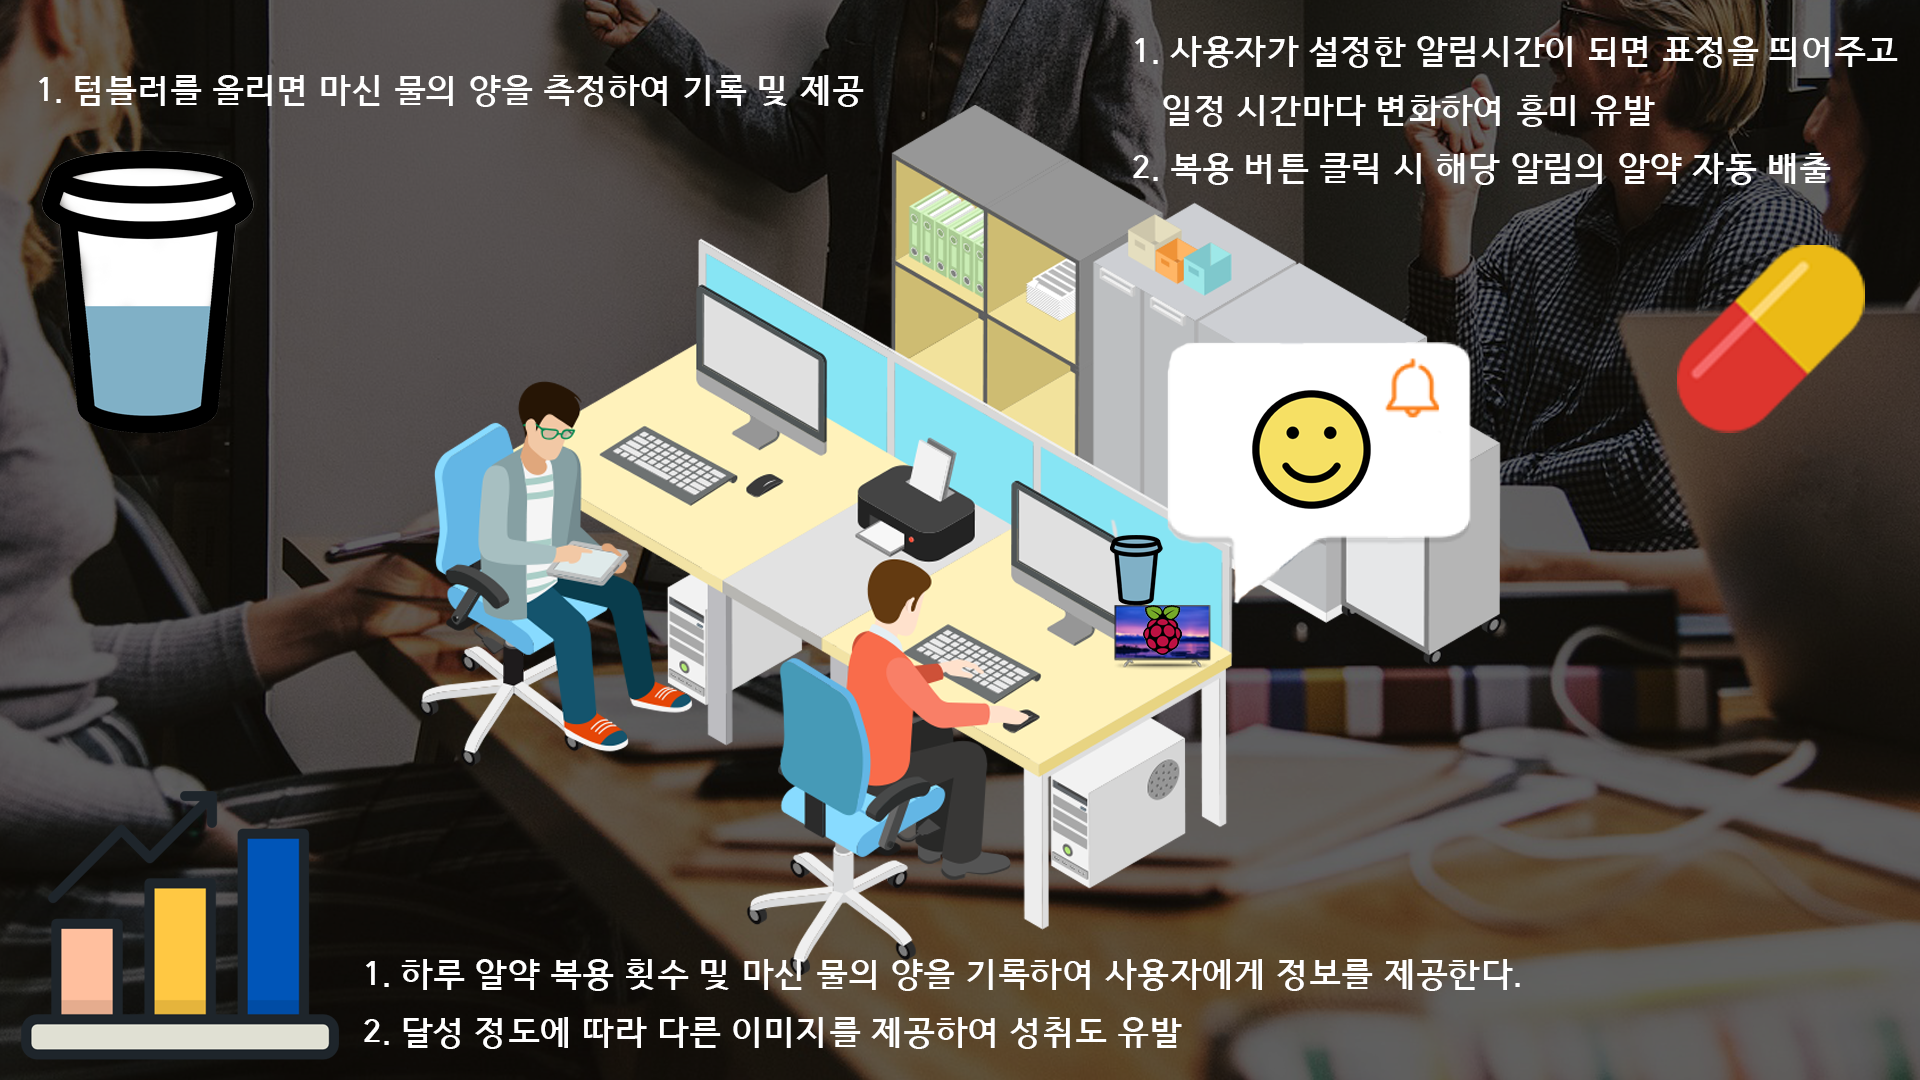 1. 텀블러를 올리면 마신 물의 양을 측정하여 기록 및 제공
1. 사용자가 설정한 알림시간이 되면 표정을 띄어주고
일정 시간마다 변화하여 흥미 유발
2. 복용 버튼 클릭 시 해당 알림의 알약 자동 배출
1. 하루 알약 복용 횟수 및 마신 물의 양을 기록하여 사용자에게 정보를 제공한다.
2. 달성 정도에 따라 다른 이미지를 제공하여 성취도 유발